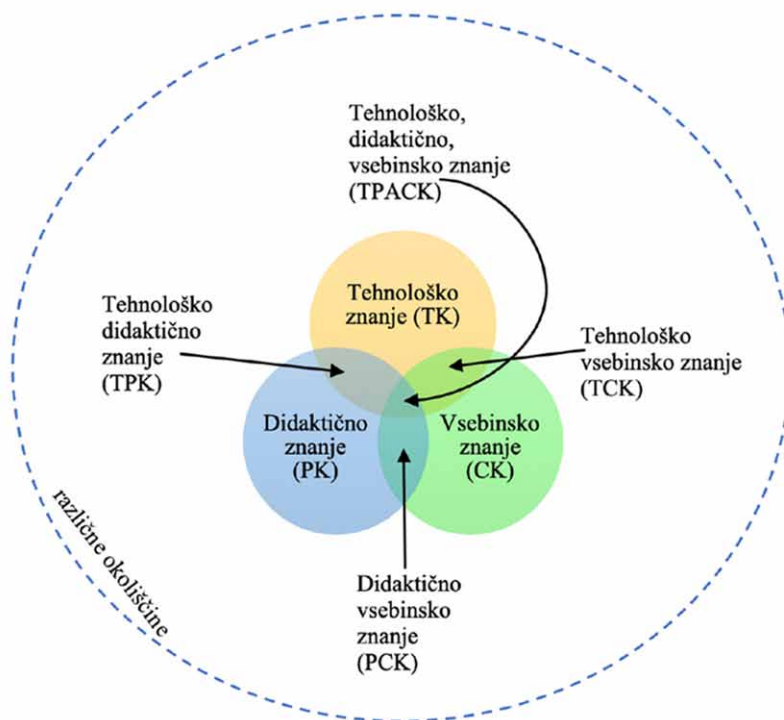 Tehnološko,
didaktično,
vsebinsko znanje
(TPACK)
Tehnološko
znanje (TK)
Tehnološko
didaktično
znanje
(TPK)
Tehnološko
vsebinsko znanje
(TCK)
Didaktično
znanje
(PK)
Vsebinsko
znanje
(CK)
različne okoliščine
Didaktično
vsebinsko
znanje
(PCK)